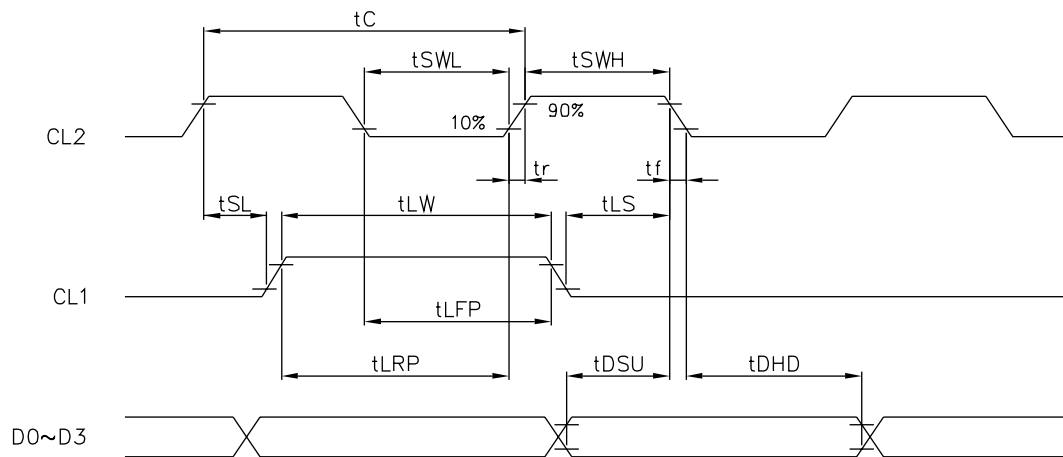 tC
tSWL tSWH
CL2 10% 90%
tr tf
tSL tLW tLS
CL1
tLFP
tLRP tDSU tDHD
D0~D3